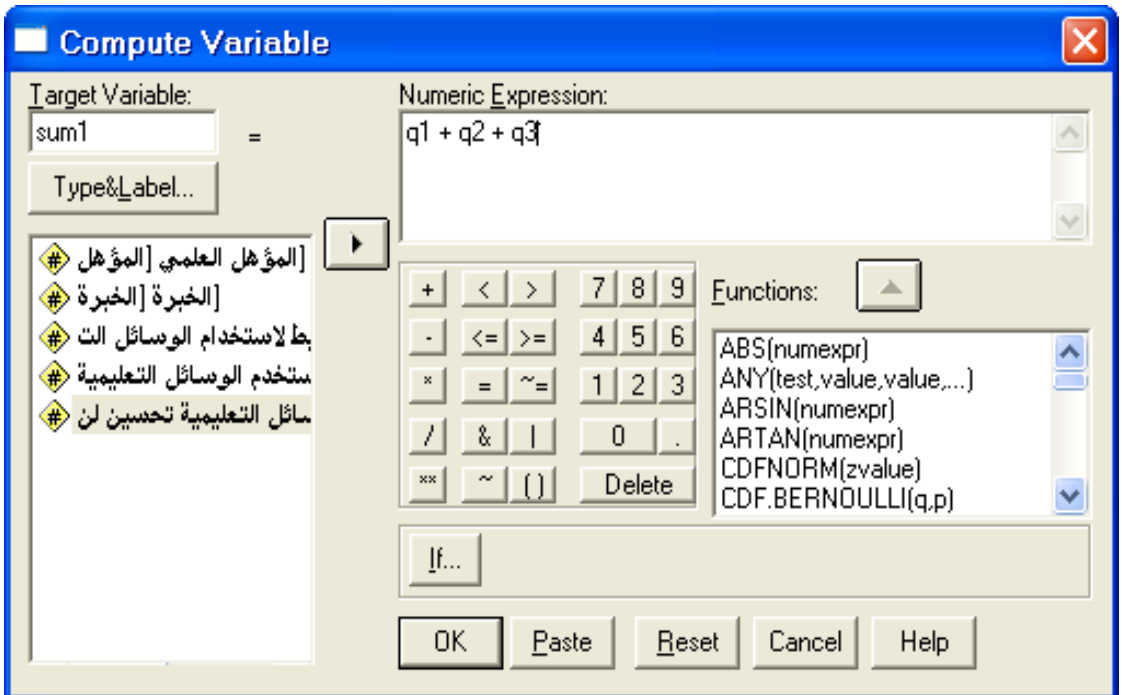 Compute Variable
Target Variable:
sum1
=
Type&Label...
Numeric Expression:
q1 + q2 + q3
[المؤهل العلمي [المؤهل
[الخبرة [الخبرة
يط لاستخدام الوسائل الت
ستخدم الوسائل التعليمية
سائل التعليمية تحسين لن
+ < > 7 8 9
- <= >= 4 5 6
* = ~= 1 2 3
/ & | 0 .
** ~ () Delete
Functions:
ABS(numexpr)
ANY(test,value,value,...)
ARSIN(numexpr)
ARTAN(numexpr)
CDFNORM(zvalue)
CDF.BERNOULLI(q,p)
If...
OK Paste Reset Cancel Help